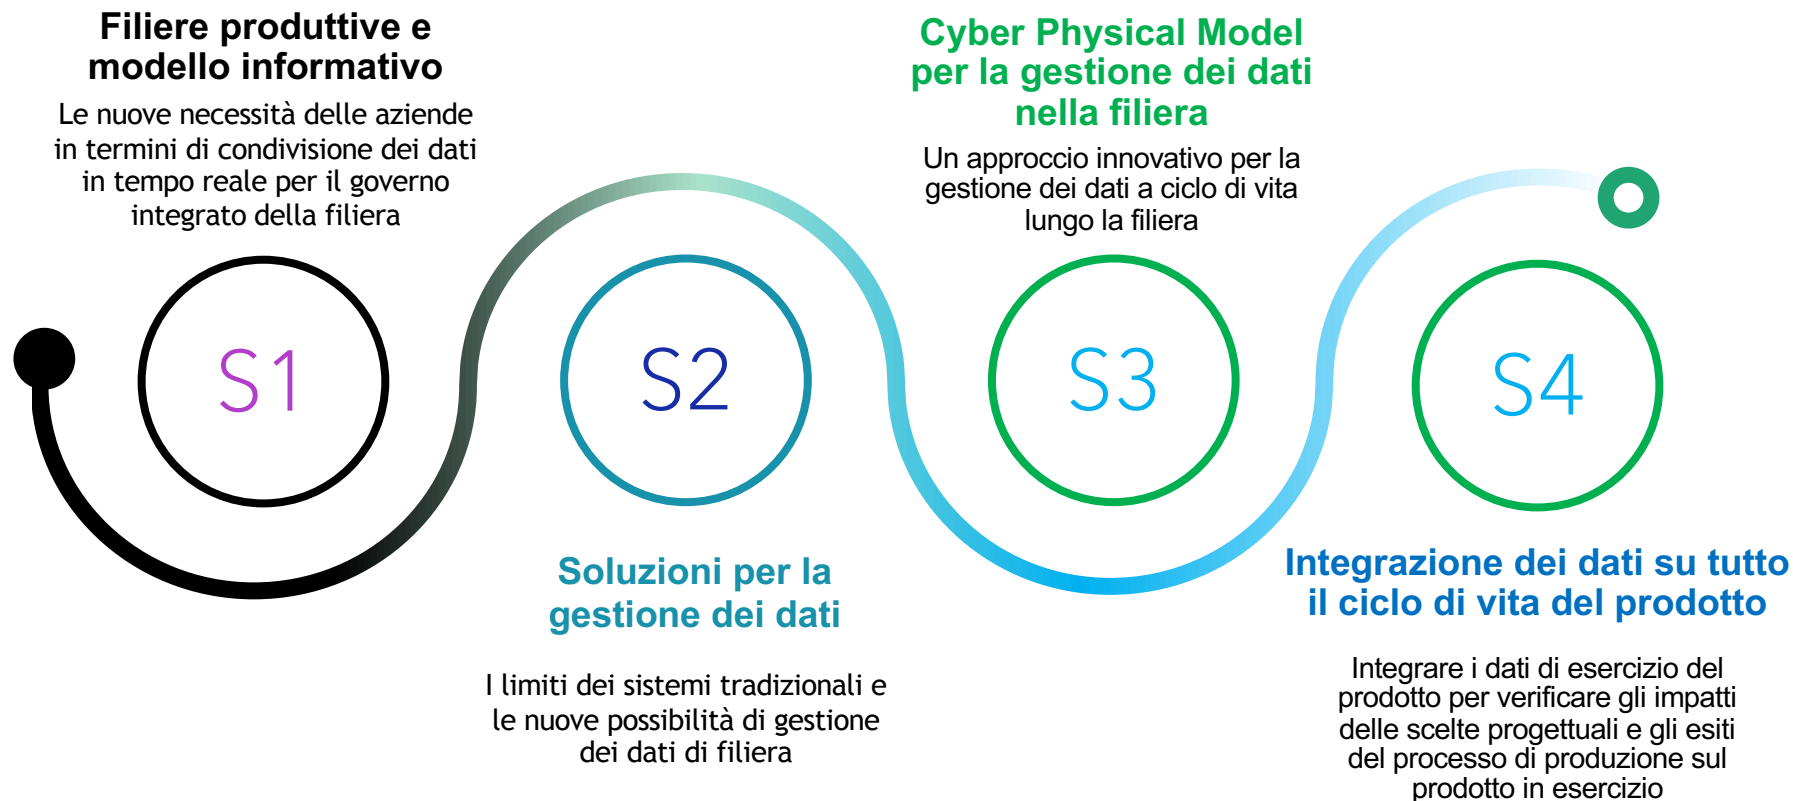 Filiere produttive e
modello informativo
Le nuove necessità delle aziende
in termini di condivisione dei dati
in tempo reale per il governo
integrato della filiera
S1
S2
Soluzioni per la
gestione dei dati
I limiti dei sistemi tradizionali e
le nuove possibilità di gestione
dei dati di filiera
Cyber Physical Model
per la gestione dei dati
nella filiera
Un approccio innovativo per la
gestione dei dati a ciclo di vita
lungo la filiera
S3
S4
Integrazione dei dati su tutto
il ciclo di vita del prodotto
Integrare i dati di esercizio del
prodotto per verificare gli impatti
delle scelte progettuali e gli esiti
del processo di produzione sul
prodotto in esercizio